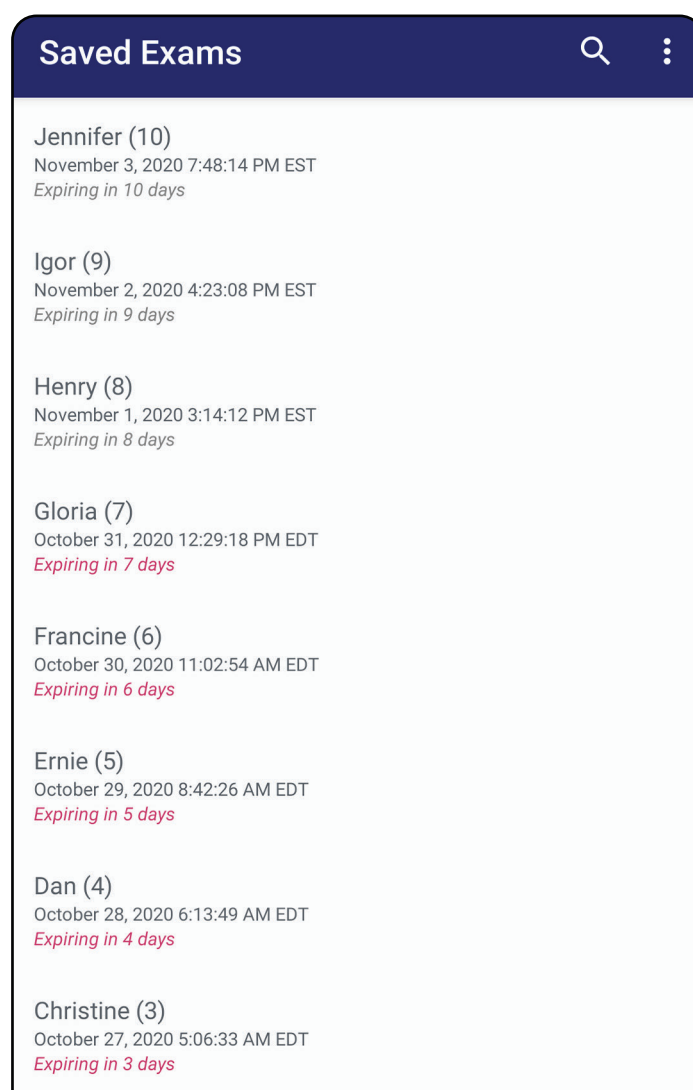 Saved Exams
Jennifer (10)
November 3, 2020 7:48:14 PM EST
Expiring in 10 days
Igor (9)
November 2, 2020 4:23:08 PM EST
Expiring in 9 days
Henry (8)
November 1, 2020 3:14:12 PM EST
Expiring in 8 days
Gloria (7)
October 31, 2020 12:29:18 PM EDT
Expiring in 7 days
Francine (6)
October 30, 2020 11:02:54 AM EDT
Expiring in 6 days
Ernie (5)
October 29, 2020 8:42:26 AM EDT
Expiring in 5 days
Dan (4)
October 28, 2020 6:13:49 AM EDT
Expiring in 4 days
Christine (3)
October 27, 2020 5:06:33 AM EDT
Expiring in 3 days